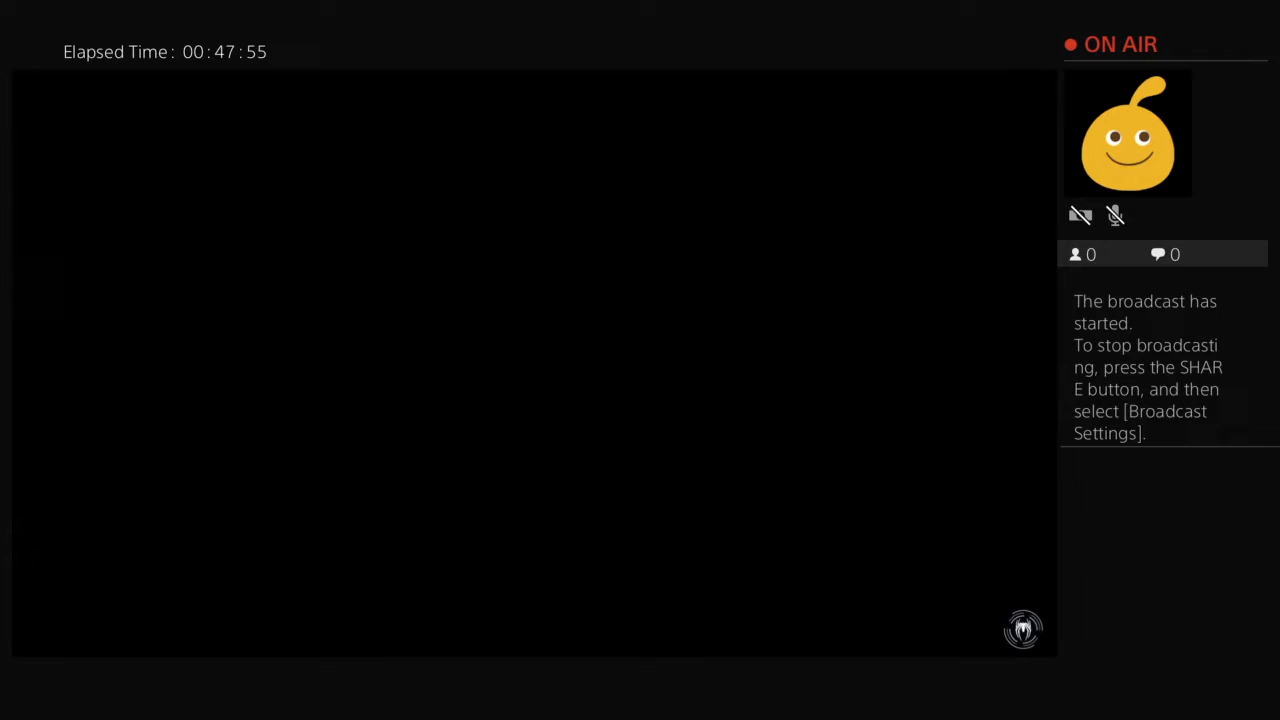 Elapsed Time: 00:47:55
ON AIR
0 0
The broadcast has
started.
To stop broadcasti
ng, press the SHAR
E button, and then
select [Broadcast
Settings].